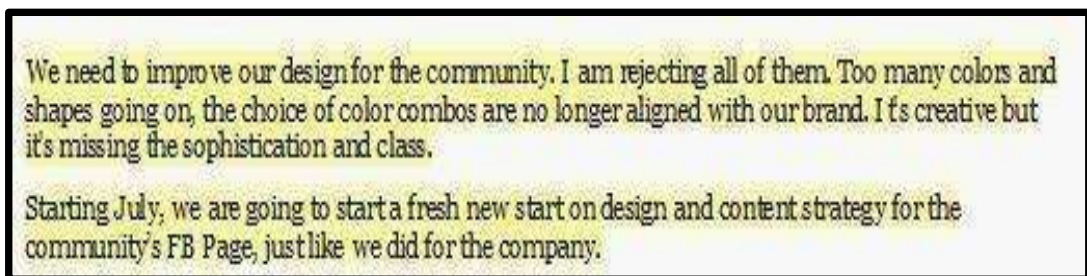 We need to improve our design for the community. I am rejecting all of them. Too many colors and
shapes going on, the choice of color combos are no longer aligned with our brand. It's creative but
it's missing the sophistication and class.
Starting July, we are going to start a fresh new start on design and content strategy for the
community's FB Page, just like we did for the company.